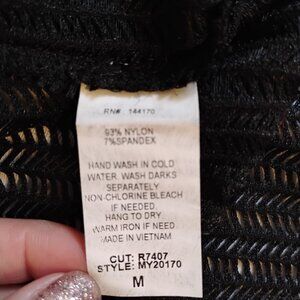 RN# 144170
93% NYLON
7%SPANDEX
HAND WASH IN COLD
WATER. WASH DARKS
SEPARATELY
NON-CHLORINE BLEACH
IF NEEDED
HANG TO DRY
WARM IRON IF NEED
MADE IN VIETNAM
CUT: R7407
STYLE: MY20170
M